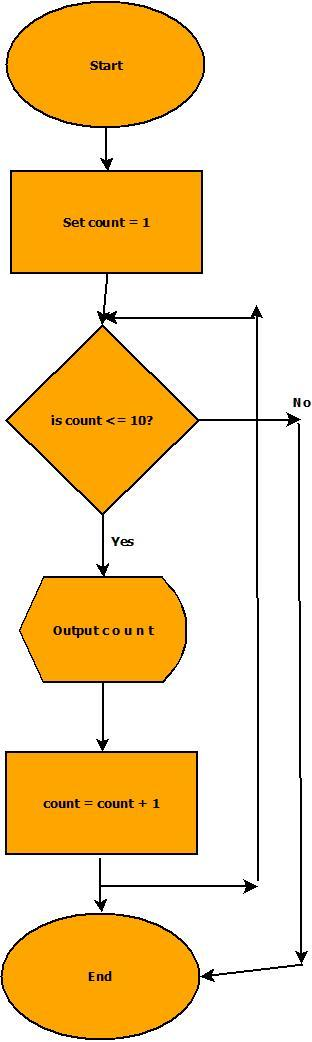 Start
Set count = 1
is count <= 10?
No
Yes
Output c o u n t
count = count + 1
End